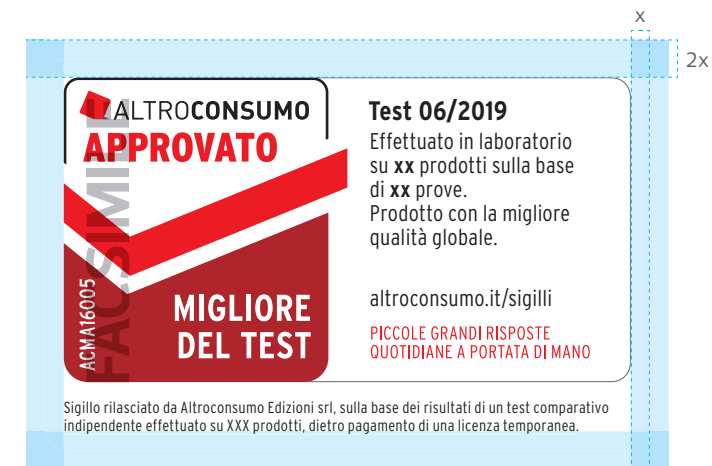 x
2x
ALTROCONSUMO
APPROVATO
FACSIMILE
ACMA16005
MIGLIORE
DEL TEST
Test 06/2019
Effettuato in laboratorio
su xx prodotti sulla base
di xx prove.
Prodotto con la migliore
qualità globale.
altroconsumo.it/sigilli
PICCOLE GRANDI RISPOSTE
QUOTIDIANE A PORTATA DI MANO
Sigillo rilasciato da Altroconsumo Edizioni srl, sulla base dei risultati di un test comparativo
indipendente effettuato su XXX prodotti, dietro pagamento di una licenza temporanea.